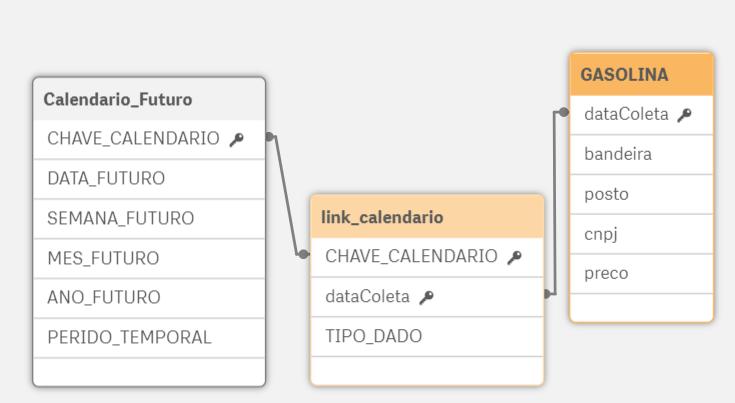 Calendario_Futuro
CHAVE_CALENDARIO
DATA_FUTURO
SEMANA_FUTURO
MES_FUTURO
ANO_FUTURO
PERIDO_TEMPORAL
link_calendario
CHAVE_CALENDARIO
dataColeta
TIPO_DADO
GASOLINA
dataColeta
bandeira
posto
cnpj
preco